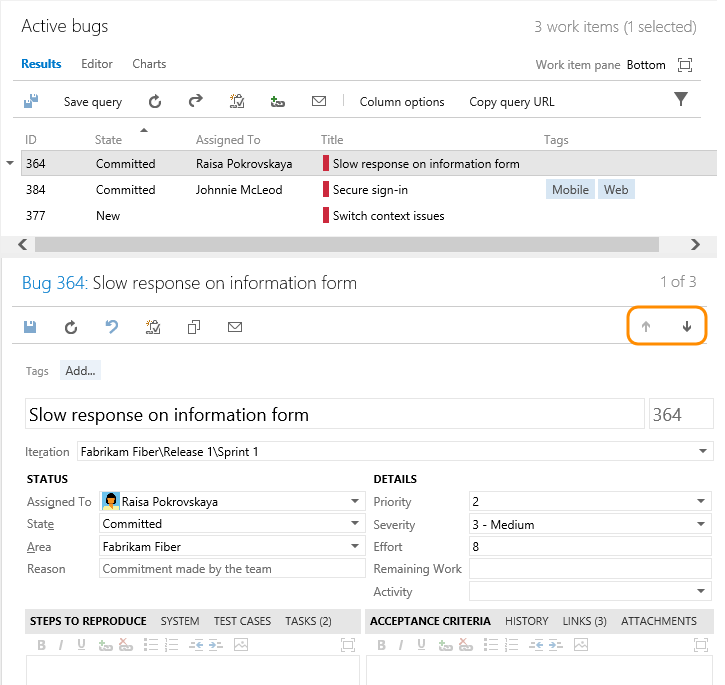 Active bugs 3 work items (1 selected)
Results Editor Charts Work item pane Bottom
Save query Column options Copy query URL
ID State Assigned To Title Tags
364 Committed Raisa Pokrovskaya Slow response on information form
384 Committed Johnnie McLeod Secure sign-in Mobile Web
377 New Switch context issues
Bug 364: Slow response on information form 1 of 3
Tags Add...
Slow response on information form 364
Iteration Fabrikam Fiber\Release 1\Sprint 1
STATUS DETAILS
Assigned To Raisa Pokrovskaya Priority 2
State Committed Severity 3 - Medium
Area Fabrikam Fiber Effort 8
Reason Commitment made by the team Remaining Work
Activity
STEPS TO REPRODUCE SYSTEM TEST CASES TASKS (2) ACCEPTANCE CRITERIA HISTORY LINKS (3) ATTACHMENTS
B I U B I U